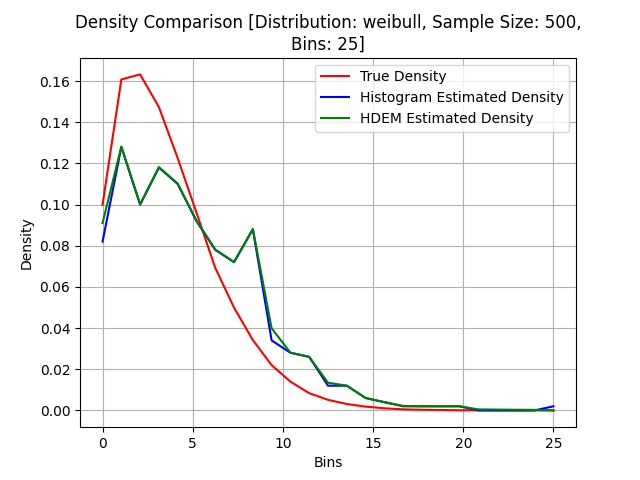 Density Comparison [Distribution: weibull, Sample Size: 500,
Bins: 25]
True Density
Histogram Estimated Density
HDEM Estimated Density
Density
0.16
0.14
0.12
0.10
0.08
0.06
0.04
0.02
0.00
0 5 10 15 20 25
Bins